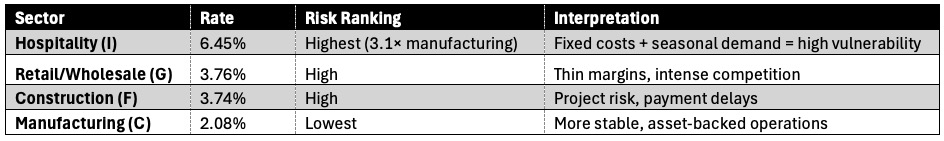 Sector Rate Risk Ranking Interpretation
Hospitality (I) 6.45% Highest (3.1× manufacturing) Fixed costs + seasonal demand = high vulnerability
Retail/Wholesale (G) 3.76% High Thin margins, intense competition
Construction (F) 3.74% High Project risk, payment delays
Manufacturing (C) 2.08% Lowest More stable, asset-backed operations